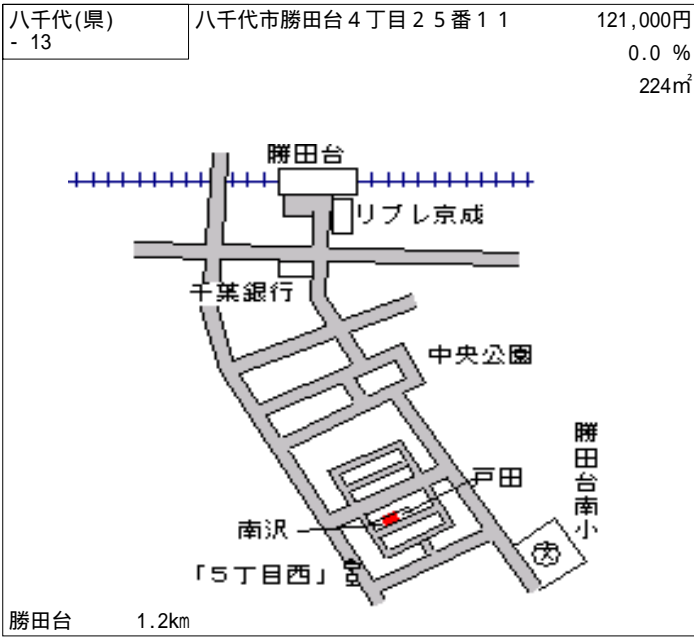 八千代(県)
- 13
八千代市勝田台４丁目２５番１１
121,000円
0.0 %
224㎡
勝田台
リブレ京成
千葉銀行
中央公園
勝田台南小
戸田
南沢
「５丁目西」
文
勝田台 1.2km